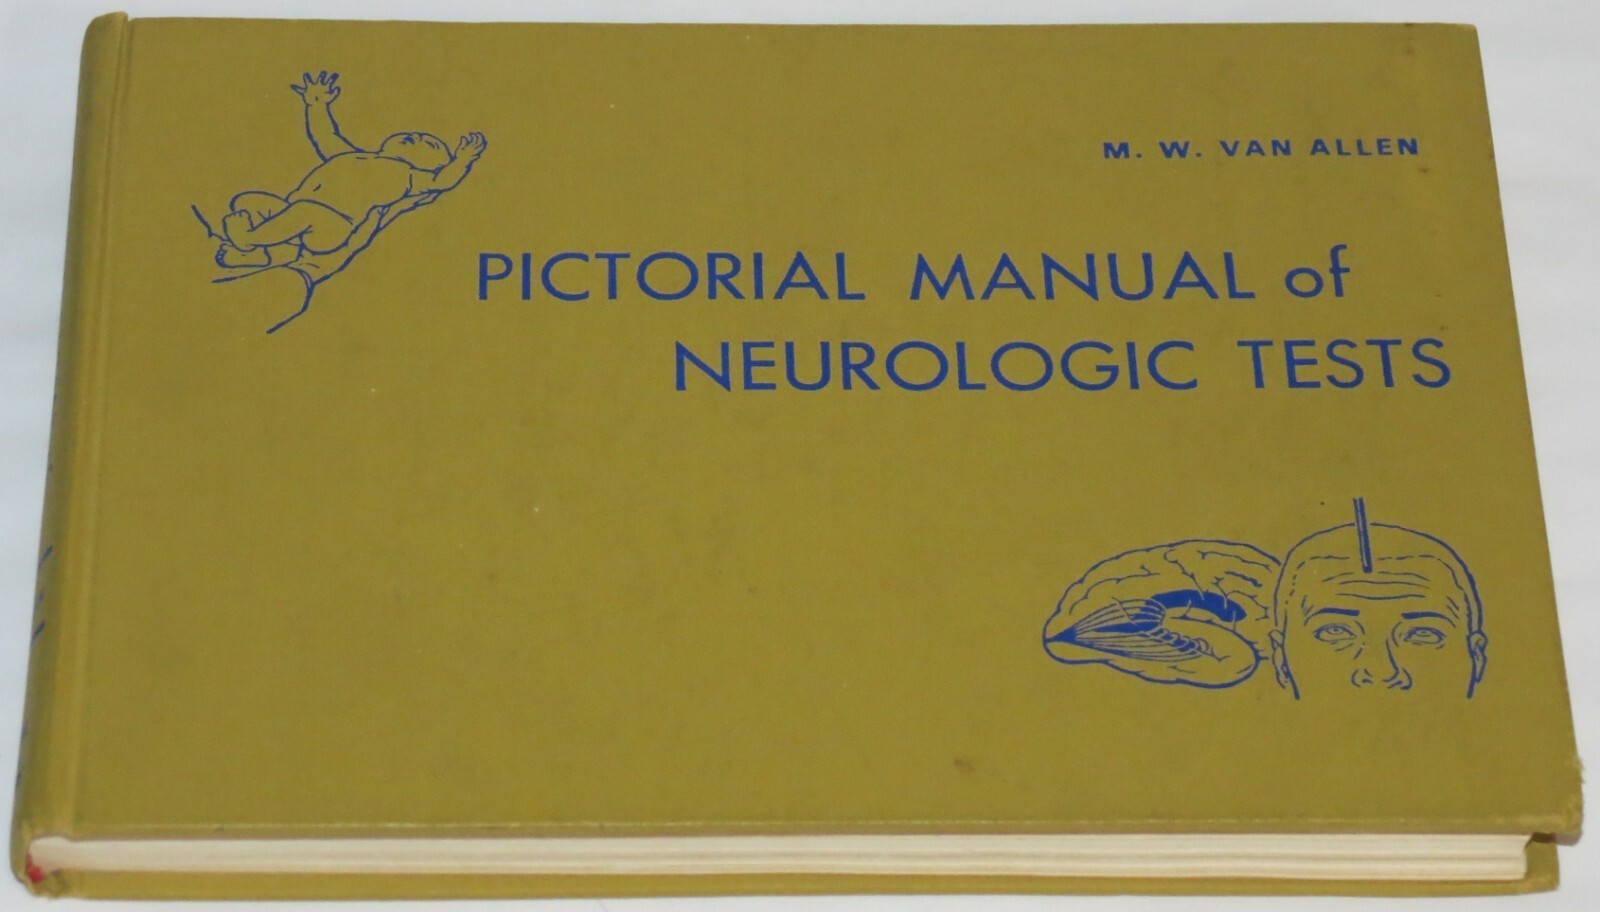 M. W. VAN ALLEN
PICTORIAL MANUAL of
NEUROLOGIC TESTS